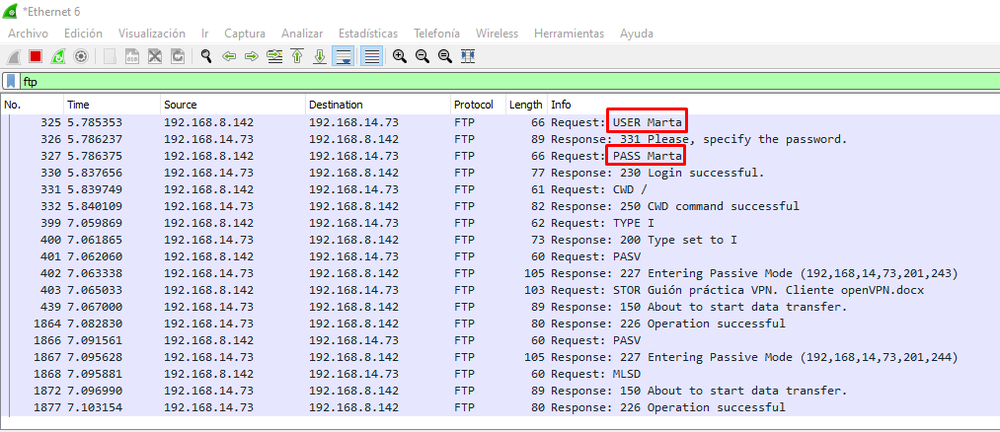 *Ethernet 6
Archivo Edición Visualización Ir Captura Analizar Estadísticas Telefonía Wireless Herramientas Ayuda
ftp
No. Time Source Destination Protocol Length Info
325 5.785353 192.168.8.142 192.168.14.73 FTP 66 Request: USER Marta
326 5.786237 192.168.14.73 192.168.8.142 FTP 89 Response: 331 Please, specify the password.
327 5.786375 192.168.8.142 192.168.14.73 FTP 66 Request: PASS Marta
330 5.837656 192.168.14.73 192.168.8.142 FTP 77 Response: 230 Login successful.
331 5.839749 192.168.8.142 192.168.14.73 FTP 61 Request: CWD /
332 5.840109 192.168.14.73 192.168.8.142 FTP 82 Response: 250 CWD command successful
399 7.059869 192.168.8.142 192.168.14.73 FTP 62 Request: TYPE I
400 7.061865 192.168.14.73 192.168.8.142 FTP 73 Response: 200 Type set to I
401 7.062060 192.168.8.142 192.168.14.73 FTP 60 Request: PASV
402 7.063338 192.168.14.73 192.168.8.142 FTP 105 Response: 227 Entering Passive Mode (192,168,14,73,201,243)
403 7.065033 192.168.8.142 192.168.14.73 FTP 103 Request: STOR Guión práctica VPN. Cliente openVPN.docx
439 7.067000 192.168.14.73 192.168.8.142 FTP 89 Response: 150 About to start data transfer.
1864 7.082830 192.168.14.73 192.168.8.142 FTP 80 Response: 226 Operation successful
1866 7.091561 192.168.8.142 192.168.14.73 FTP 60 Request: PASV
1867 7.095628 192.168.14.73 192.168.8.142 FTP 105 Response: 227 Entering Passive Mode (192,168,14,73,201,244)
1868 7.095881 192.168.8.142 192.168.14.73 FTP 60 Request: MLSD
1872 7.096990 192.168.14.73 192.168.8.142 FTP 89 Response: 150 About to start data transfer.
1877 7.103154 192.168.14.73 192.168.8.142 FTP 80 Response: 226 Operation successful